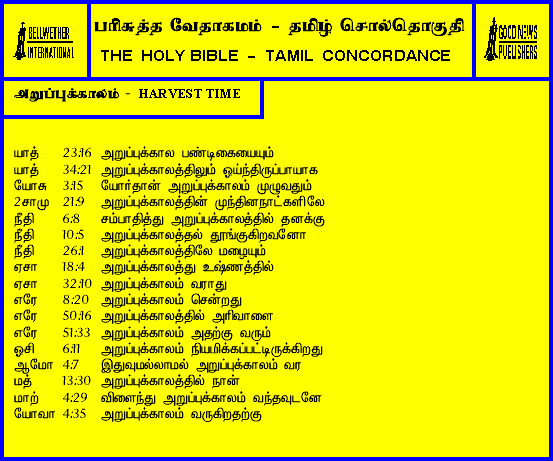 BELLWETHER
INTERNATIONAL
பரிசுத்த வேதாகமம் - தமிழ் சொல்தொகுதி
THE HOLY BIBLE - TAMIL CONCORDANCE
GOOD NEWS
PUBLISHERS
அறுப்புக்காலம் - HARVEST TIME
யாத் 23:16 அறுப்புக்கால பண்டிகையையும்
யாத் 34:21 அறுப்புக்காலத்திலும் ஓய்ந்திருப்பாயாக
யோசு 3:15 யோர்தான் அறுப்புக்காலம் முழுவதும்
2சாமு 21:9 அறுப்புக்காலத்தின் முந்தினநாட்களிலே
நீதி 6:8 சம்பாதித்து அறுப்புக்காலத்தில் தனக்கு
நீதி 10:5 அறுப்புக்காலத்தல் தூங்குகிறவனோ
நீதி 26:1 அறுப்புக்காலத்திலே மழையும்
ஏசா 18:4 அறுப்புக்காலத்து உஷ்ணத்தில்
ஏசா 32:10 அறுப்புக்காலம் வராது
எரே 8:20 அறுப்புக்காலம் சென்றது
எரே 50:16 அறுப்புக்காலத்தில் அரிவாளை
எரே 51:33 அறுப்புக்காலம் அதற்கு வரும்
ஓசி 6:11 அறுப்புக்காலம் நியமிக்கப்பட்டிருக்கிறது
ஆமோ 4:7 இதுவுமல்லாமல் அறுப்புக்காலம் வர
மத் 13:30 அறுப்புக்காலத்தில் நான்
மாற் 4:29 விளைந்து அறுப்புக்காலம் வந்தவுடனே
யோவா 4:35 அறுப்புக்காலம் வருகிறதற்கு